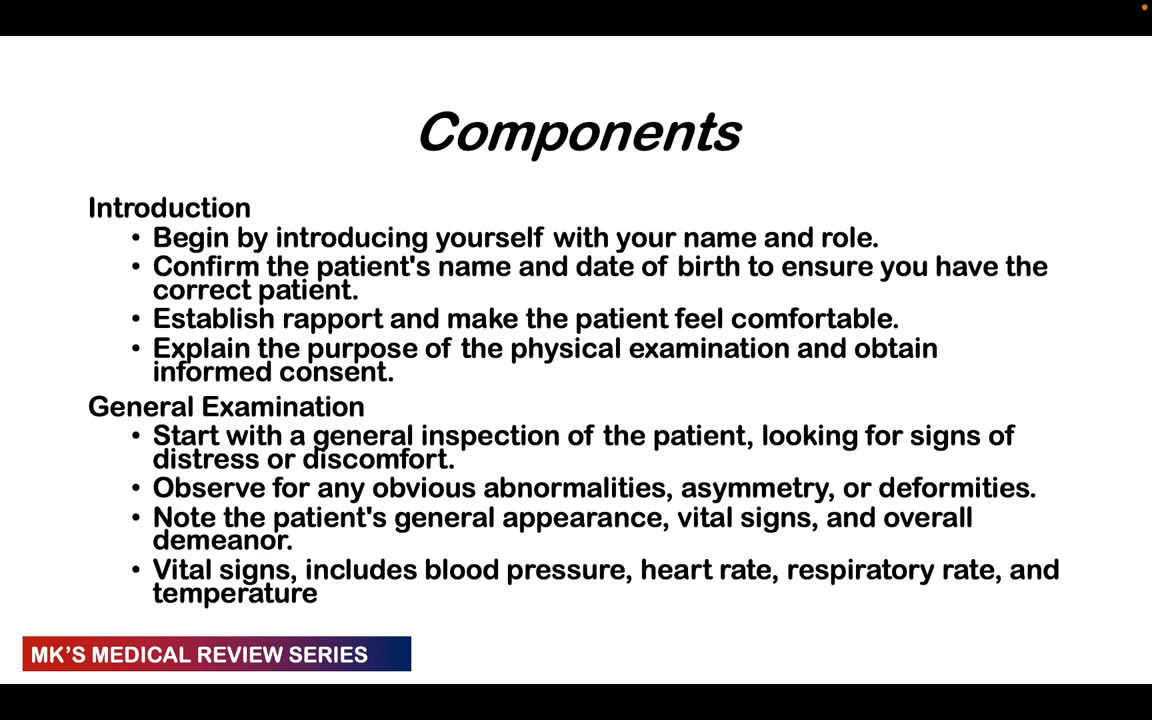 Components
Introduction
• Begin by introducing yourself with your name and role.
• Confirm the patient's name and date of birth to ensure you have the
correct patient.
• Establish rapport and make the patient feel comfortable.
• Explain the purpose of the physical examination and obtain
informed consent.
General Examination
• Start with a general inspection of the patient, looking for signs of
distress or discomfort.
• Observe for any obvious abnormalities, asymmetry, or deformities.
• Note the patient's general appearance, vital signs, and overall
demeanor.
• Vital signs, includes blood pressure, heart rate, respiratory rate, and
temperature
MK’S MEDICAL REVIEW SERIES